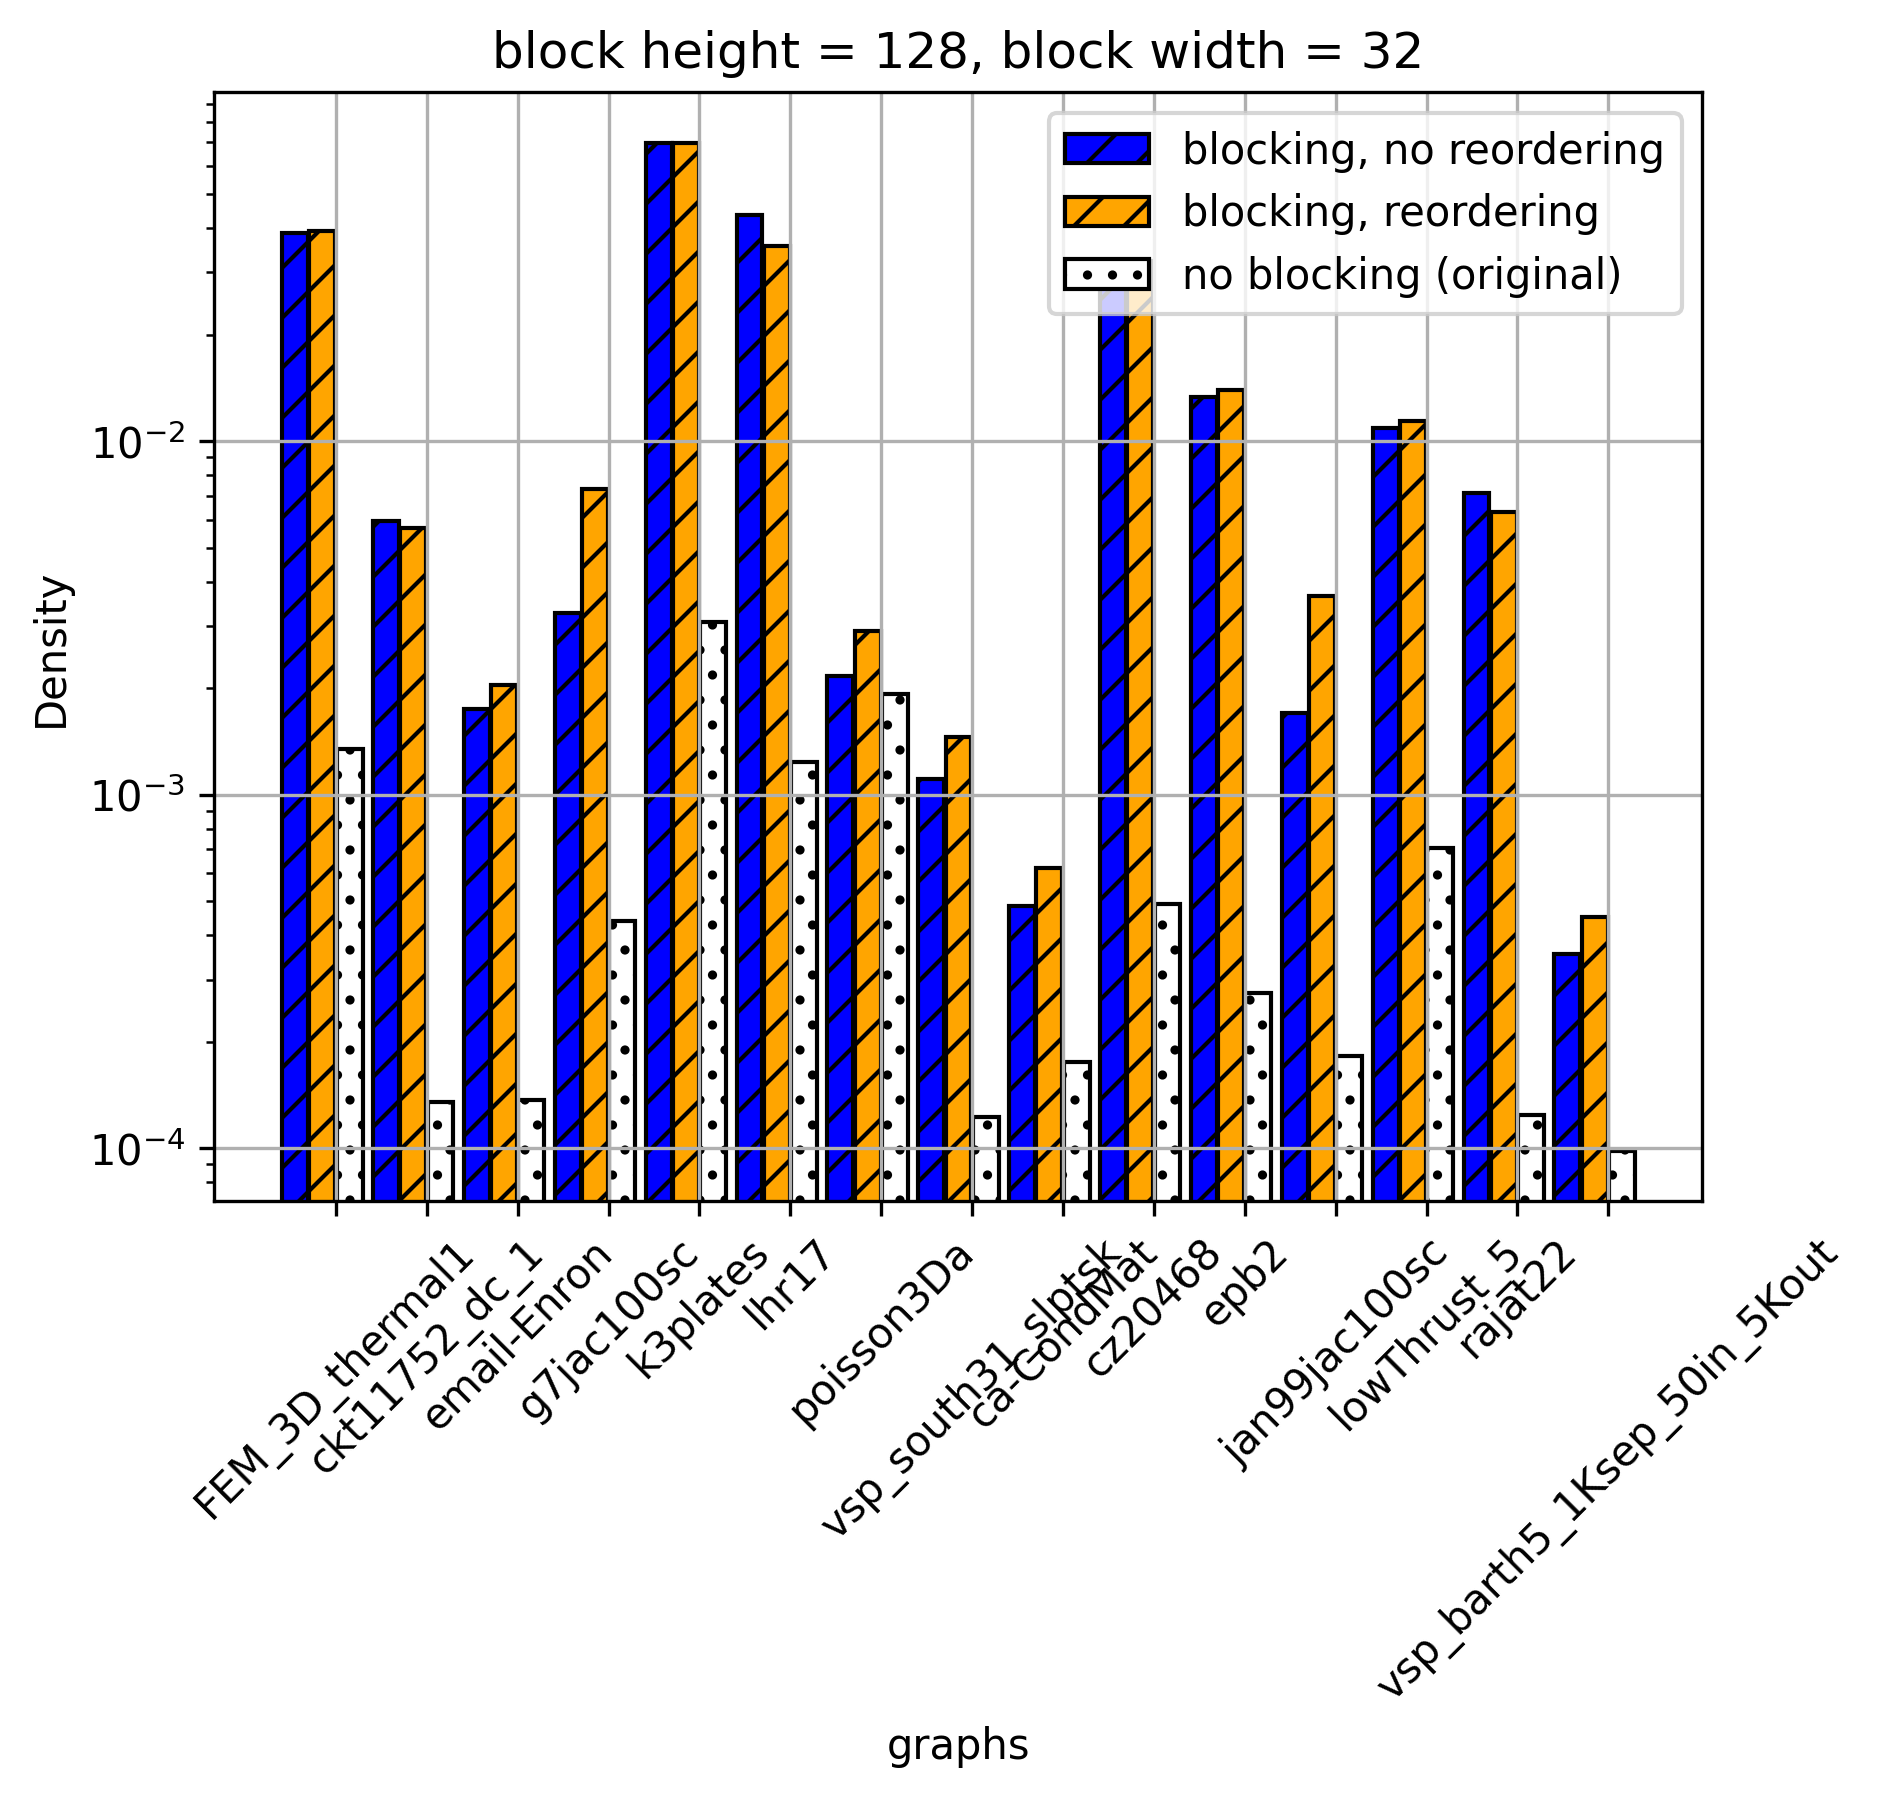 block height = 128, block width = 32
blocking, no reordering
blocking, reordering
no blocking (original)
Density
10⁻²
10⁻³
10⁻⁴
FEM_3D_thermal1
ckt11752_dc_1
email-Enron
g7jac100sc
k3plates
lhr17
poisson3Da
vsp_south31_slptsk
ca-CondMat
cz20468
epb2
jan99jac100sc
lowThrust_5
rajat22
vsp_barth5_1Ksep_50in_5Kout
graphs